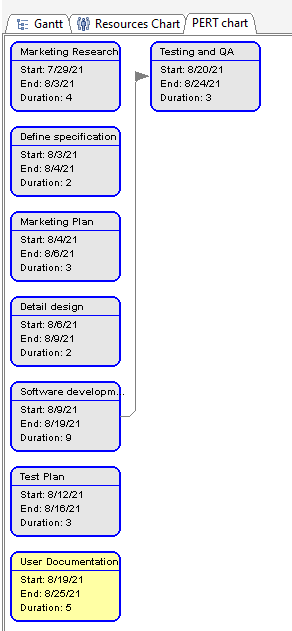 Gantt
Resources Chart
PERT chart
Marketing Research
Start: 7/29/21
End: 8/3/21
Duration: 4
Testing and QA
Start: 8/20/21
End: 8/24/21
Duration: 3
Define specification
Start: 8/3/21
End: 8/4/21
Duration: 2
Marketing Plan
Start: 8/4/21
End: 8/6/21
Duration: 3
Detail design
Start: 8/6/21
End: 8/9/21
Duration: 2
Software developm...
Start: 8/9/21
End: 8/19/21
Duration: 9
Test Plan
Start: 8/12/21
End: 8/16/21
Duration: 3
User Documentation
Start: 8/19/21
End: 8/25/21
Duration: 5